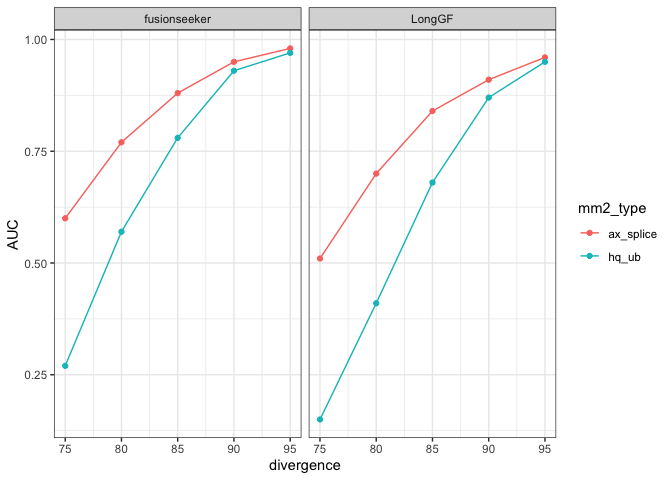 fusionseeker
LongGF
1.00
0.75
0.50
0.25
AUC
75 80 85 90 95
75 80 85 90 95
divergence
mm2_type
ax_splice
hq_ub